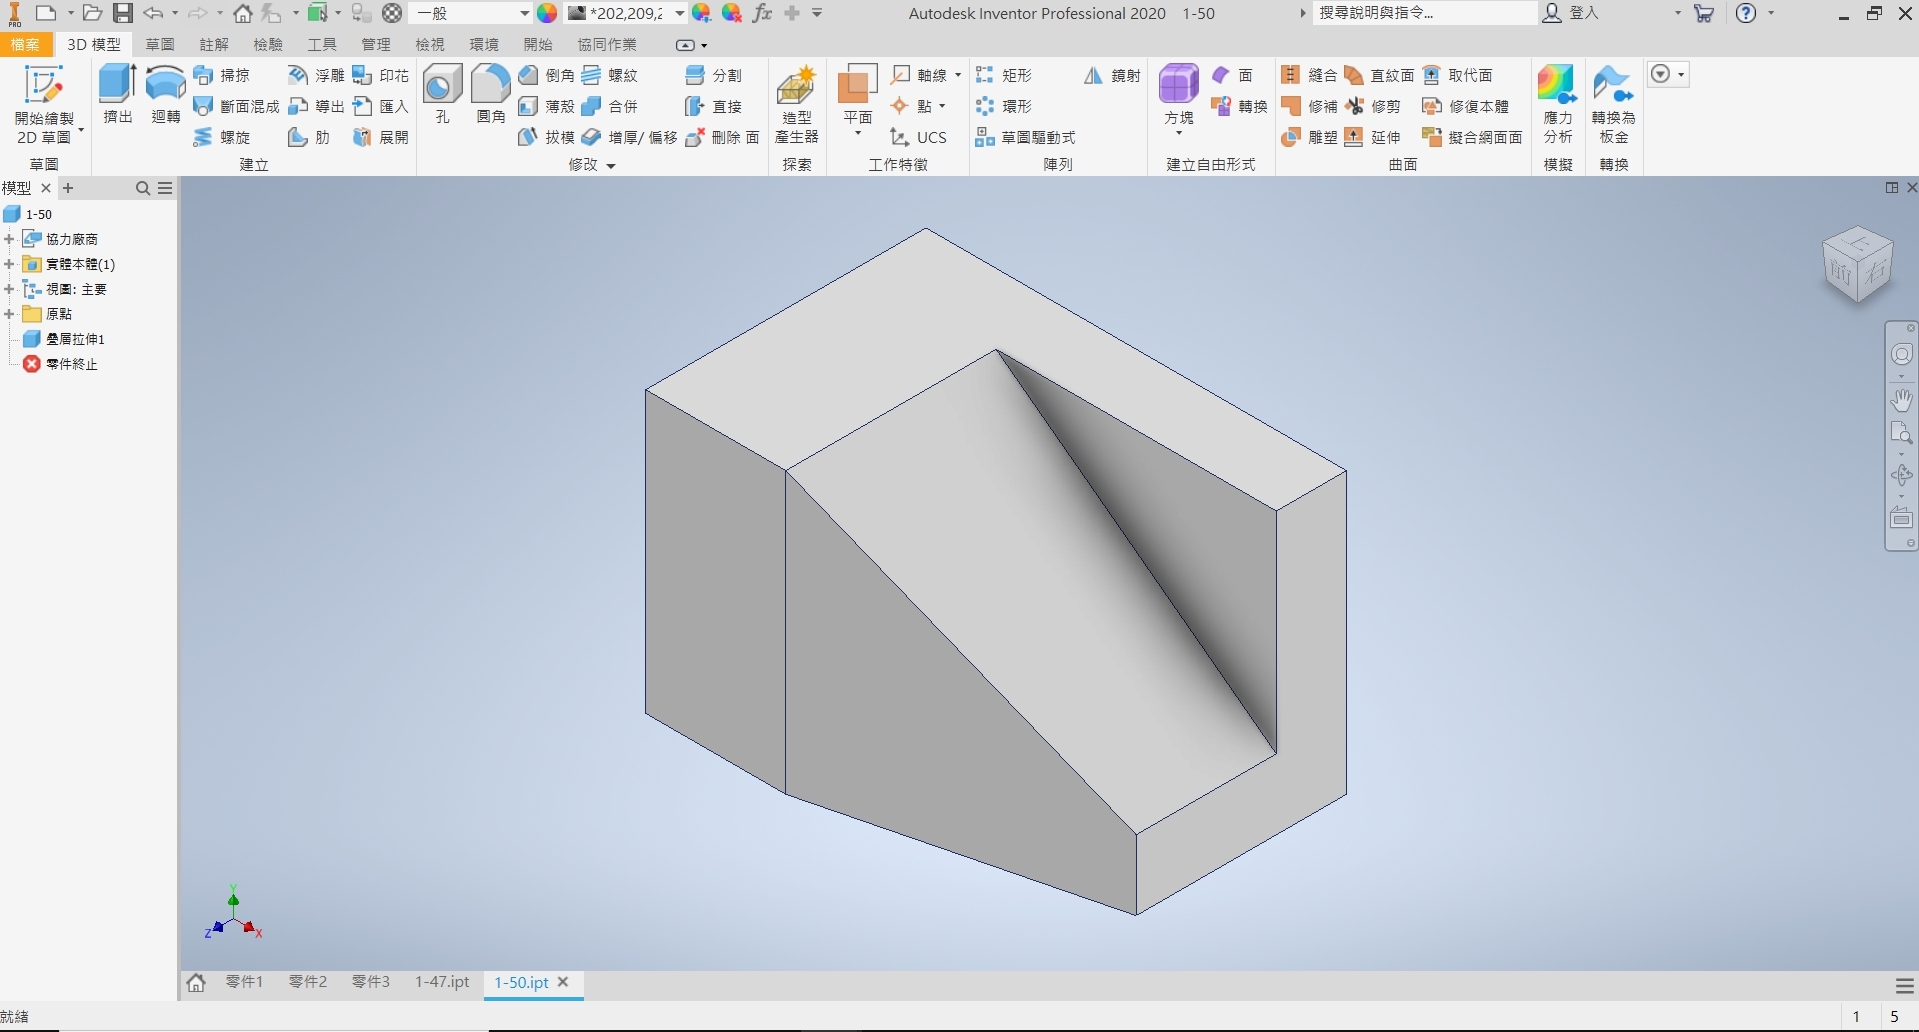 PRO 一般 *202,209,2 fx Autodesk Inventor Professional 2020 1-50 搜尋說明與指令... 登入
檔案 3D 模型 草圖 註解 檢驗 工具 管理 檢視 環境 開始 協同作業
開始繪製
2D 草圖
草圖
擠出 迴轉 掃掠 浮雕 印花
斷面混成 導出 匯入
螺旋 肋 展開
建立
孔 圓角 倒角 螺紋 分割
薄殼 合併 直接
拔模 增厚/ 偏移 刪除 面
修改
造型
產生器
探索
平面 軸線
點
UCS
工作特徵
矩形 鏡射
環形
草圖驅動式
陣列
方塊 面
轉換
建立自由形式
縫合 直紋面 取代面
修補 修剪 修復本體
雕塑 延伸 擬合網面面
曲面
應力
分析
模擬
轉換為
板金
轉換
模型
1-50
協力廠商
實體本體(1)
視圖: 主要
原點
疊層拉伸1
零件終止
上
前 右
Y
Z X
零件1 零件2 零件3 1-47.ipt 1-50.ipt
就緒 1 5